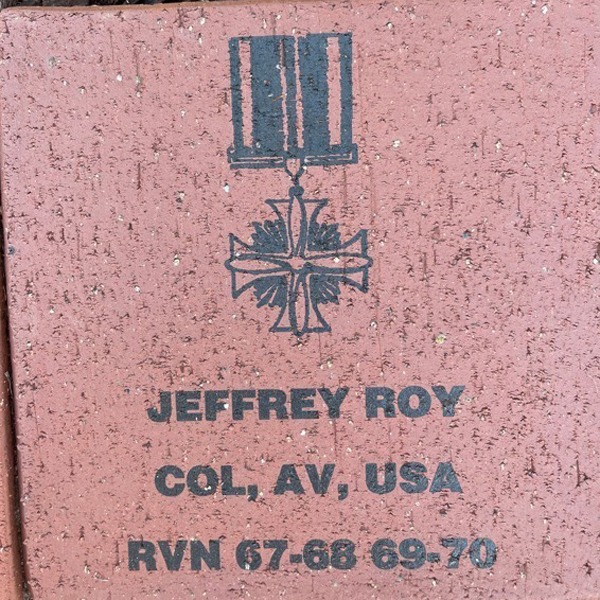 JEFFREY ROY
COL, AV, USA
RVN 67-68 69-70